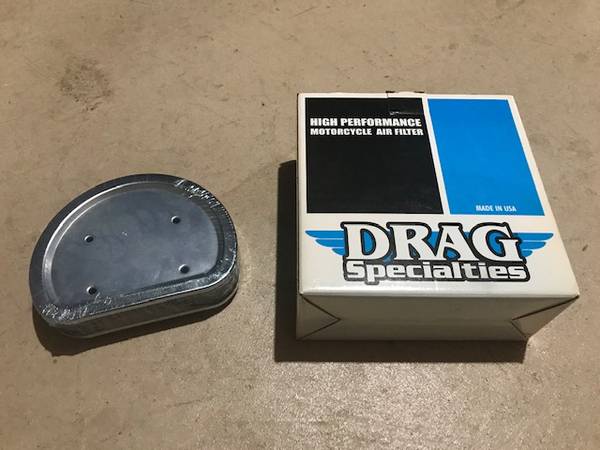 HIGH PERFORMANCE
MOTORCYCLE AIR FILTER
MADE IN USA
DRAG
Specialties